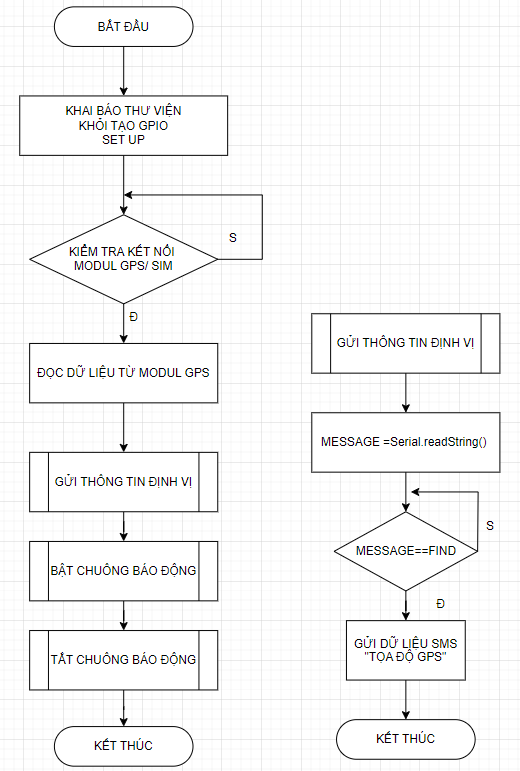 BẮT ĐẦU
KHAI BÁO THƯ VIỆN
KHỞI TẠO GPIO
SET UP
S
KIỂM TRA KẾT NỐI
MODUL GPS/ SIM
Đ
ĐỌC DỮ LIỆU TỪ MODUL GPS
GỬI THÔNG TIN ĐỊNH VỊ
BẬT CHUÔNG BÁO ĐỘNG
TẮT CHUÔNG BÁO ĐỘNG
KẾT THÚC
GỬI THÔNG TIN ĐỊNH VỊ
MESSAGE =Serial.readString()
S
MESSAGE==FIND
Đ
GỬI DỮ LIỆU SMS
"TỌA ĐỘ GPS"
KẾT THÚC